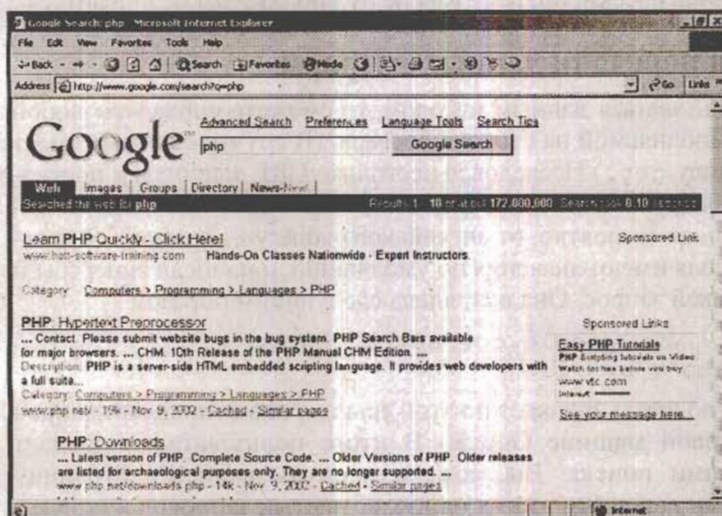 Google Search: php - Microsoft Internet Explorer
File Edit View Favorites Tools Help
Back Search Favorites Media
Address http://www.google.com/search?q=php Go Links
Advanced Search Preferences Language Tools Search Tips
Google
php Google Search
Web Images Groups Directory News-New!
Searched the web for php Results 1 - 10 of about 172,800,000 Search took 0.10 seconds
Learn PHP Quickly - Click Here! Sponsored Link
Hands-On Classes Nationwide - Expert Instructors.
Category: Computers > Programming > Languages > PHP
PHP: Hypertext Preprocessor
... Contact. Please submit website bugs in the bug system. PHP Search Bars available
for major browsers. ... CHM. 10th Release of the PHP Manual CHM Edition. ...
Description: PHP is a server-side HTML embedded scripting language. It provides web developers with
a full suite...
Category: Computers > Programming > Languages > PHP
www.php.net/ - 19k - Nov. 9, 2002 - Cached - Similar pages
PHP: Downloads
... Latest version of PHP. Complete Source Code. ... Older Versions of PHP. Older releases
are listed for archaeological purposes only. They are no longer supported. ...
www.php.net/downloads.php - 14k - Nov. 9, 2002 - Cached - Similar pages
Sponsored Links
Easy PHP Tutorials
PHP Scripting tutorials on Video
Watch for free before you buy
www.vtc.com
Interest:
See your message here...
Internet